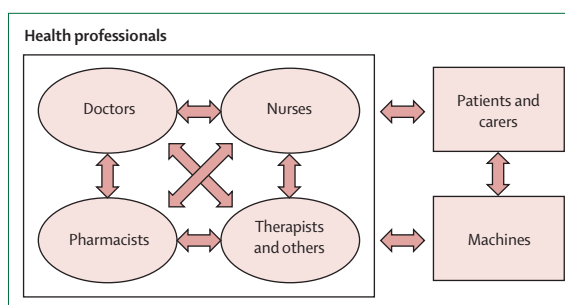 Health professionals
Doctors
Nurses
Patients and
carers
Pharmacists
Therapists
and others
Machines